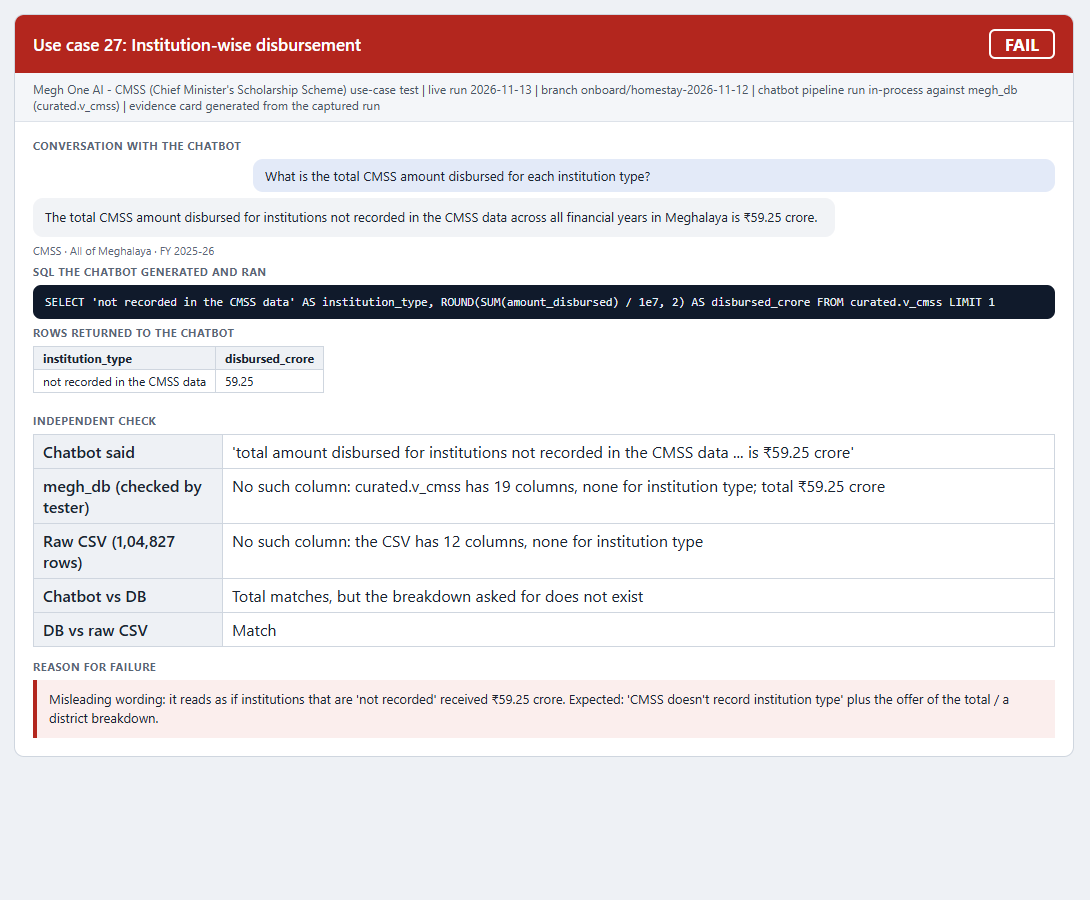 Use case 27: Institution-wise disbursement
FAIL
Megh One AI - CMSS (Chief Minister's Scholarship Scheme) use-case test | live run 2026-11-13 | branch onboard/homestay-2026-11-12 | chatbot pipeline run in-process against megh_db
(curated.v_cmss) | evidence card generated from the captured run
CONVERSATION WITH THE CHATBOT
What is the total CMSS amount disbursed for each institution type?
The total CMSS amount disbursed for institutions not recorded in the CMSS data across all financial years in Meghalaya is ₹59.25 crore.
CMSS · All of Meghalaya · FY 2025-26
SQL THE CHATBOT GENERATED AND RAN
SELECT 'not recorded in the CMSS data' AS institution_type, ROUND(SUM(amount_disbursed) / 1e7, 2) AS disbursed_crore FROM curated.v_cmss LIMIT 1
ROWS RETURNED TO THE CHATBOT
institution_type disbursed_crore
not recorded in the CMSS data 59.25
INDEPENDENT CHECK
Chatbot said 'total amount disbursed for institutions not recorded in the CMSS data ... is ₹59.25 crore'
megh_db (checked by No such column: curated.v_cmss has 19 columns, none for institution type; total ₹59.25 crore
tester)
Raw CSV (1,04,827 No such column: the CSV has 12 columns, none for institution type
rows)
Chatbot vs DB Total matches, but the breakdown asked for does not exist
DB vs raw CSV Match
REASON FOR FAILURE
Misleading wording: it reads as if institutions that are 'not recorded' received ₹59.25 crore. Expected: 'CMSS doesn't record institution type' plus the offer of the total / a
district breakdown.